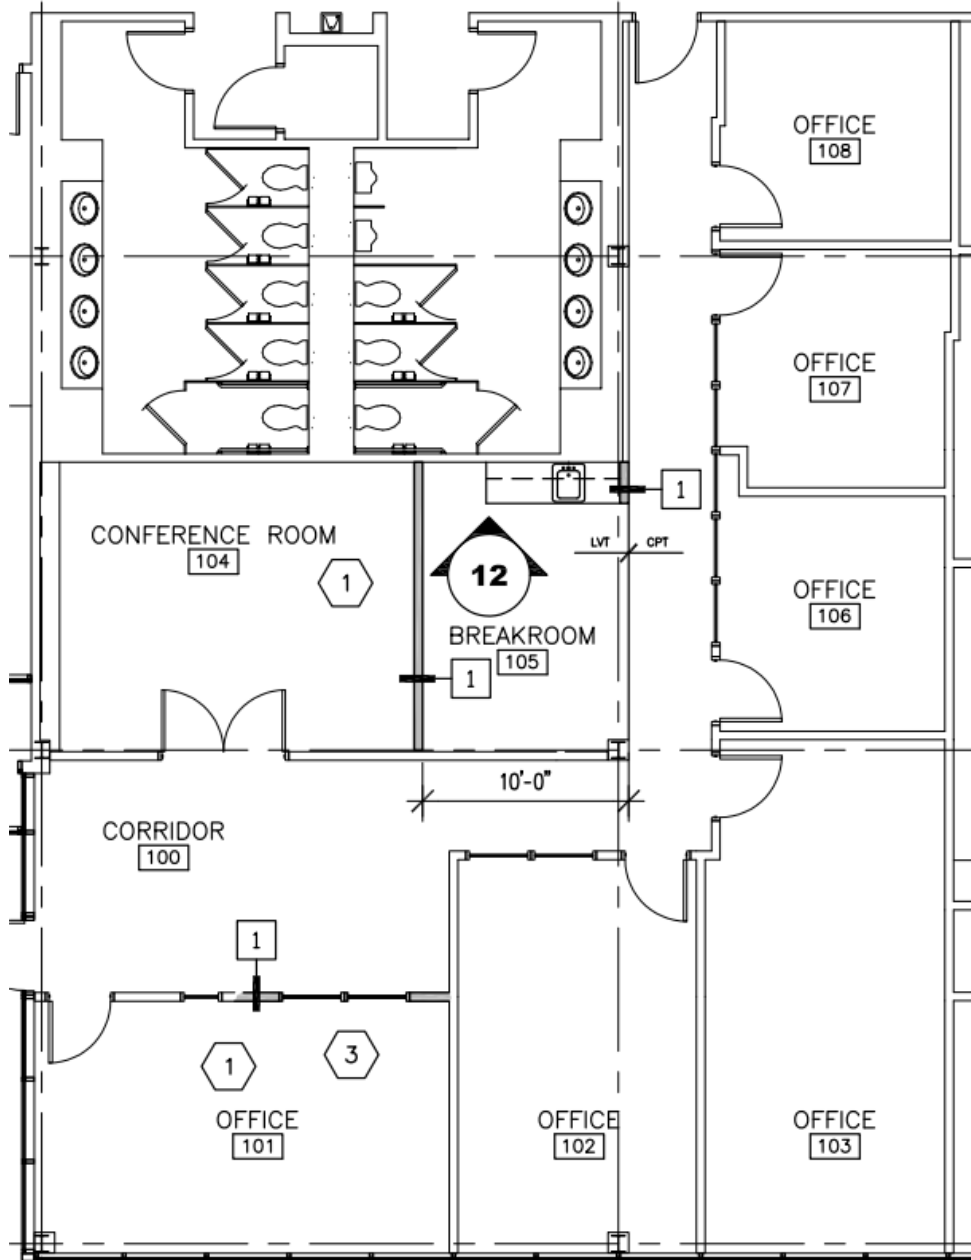 OFFICE
108
OFFICE
107
1
CONFERENCE ROOM
104
LVT
CPT
12
1
OFFICE
106
BREAKROOM
105
1
10'-0"
CORRIDOR
100
1
1
3
OFFICE
101
OFFICE
102
OFFICE
103